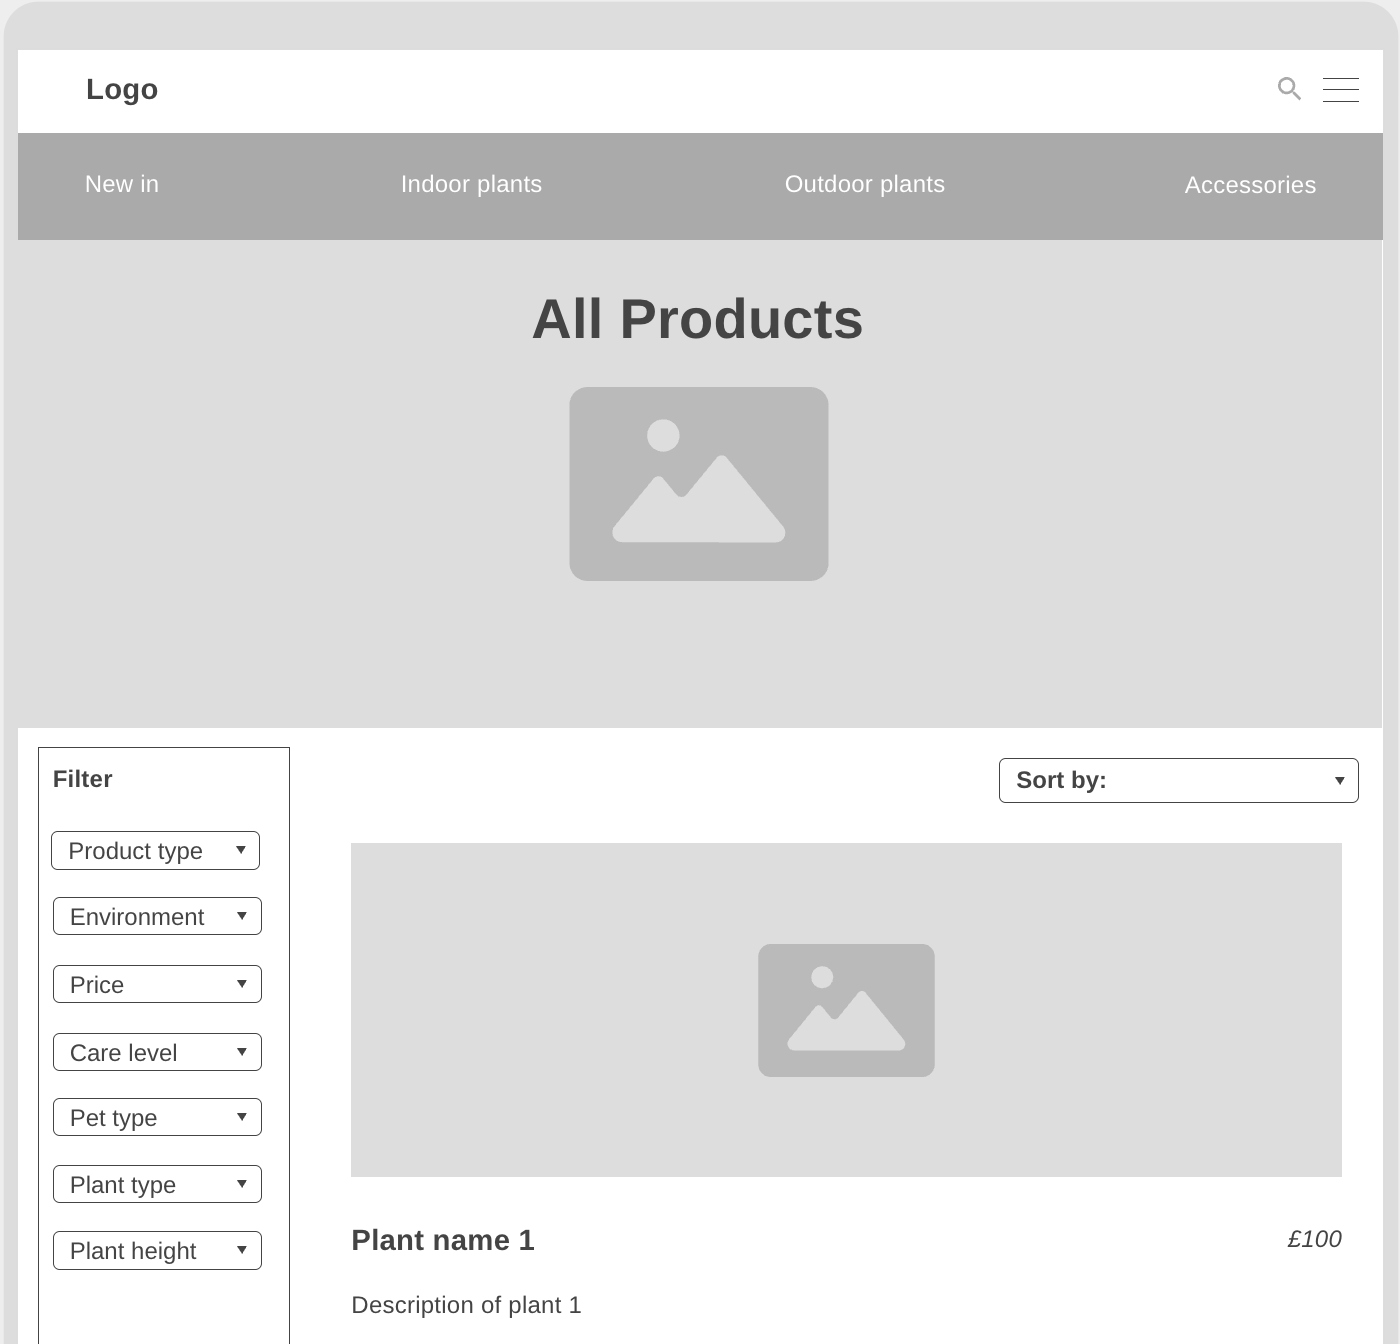 Logo
New in
Indoor plants
Outdoor plants
Accessories
All Products
Filter
Product type
Environment
Price
Care level
Pet type
Plant type
Plant height
Sort by:
Plant name 1
£100
Description of plant 1